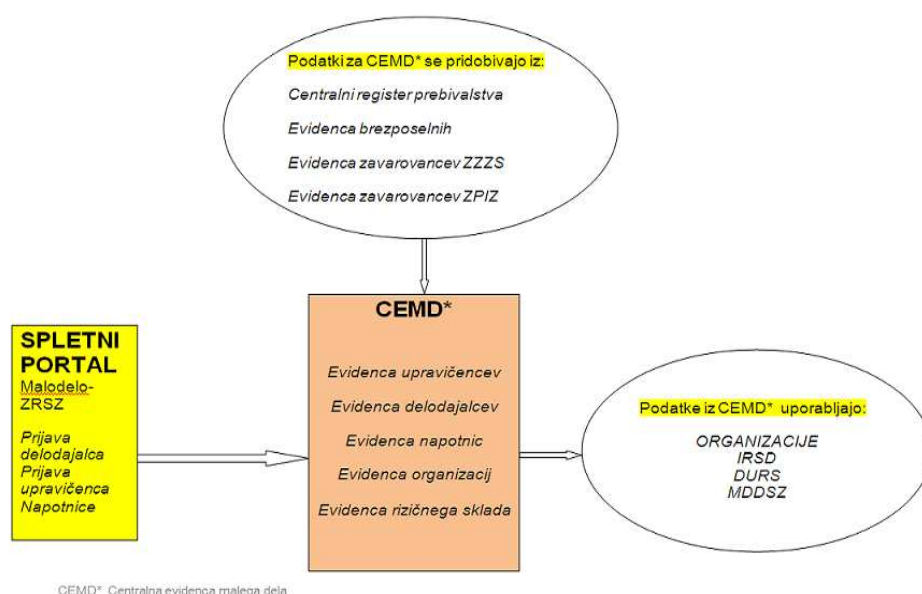 Podatki za CEMD* se pridobivajo iz:
Centralni register prebivalstva
Evidenca brezposelnih
Evidenca zavarovancev ZZZS
Evidenca zavarovancev ZPIZ
SPLETNI
PORTAL
Malodelo-
ZRSZ
Prijava
delodajalca
Prijava
upravičenca
Napotnice
CEMD*
Evidenca upravičencev
Evidenca delodajalcev
Evidenca napotnic
Evidenca organizacij
Evidenca rizičnega sklada
Podatke iz CEMD* uporabljajo:
ORGANIZACIJE
IRSD
DURS
MDDSZ
CEMD* Centralna evidenca malega dela